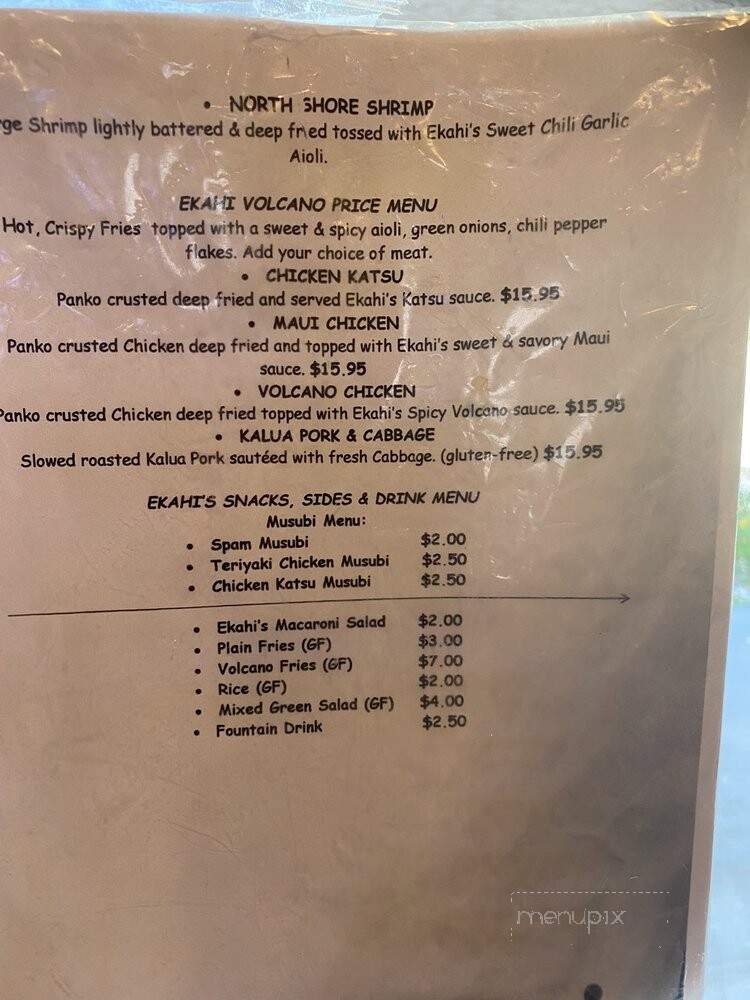 • NORTH SHORE SHRIMP
Shrimp lightly battered & deep fried tossed with Ekahi's Sweet Chili Garlic
Aioli.
EKAHI VOLCANO PRICE MENU
Hot, Crispy Fries topped with a sweet & spicy aioli, green onions, chili pepper
flakes. Add your choice of meat.
• CHICKEN KATSU
Panko crusted deep fried and served Ekahi's Katsu sauce. $15.95
• MAUI CHICKEN
Panko crusted Chicken deep fried and topped with Ekahi's sweet & savory Maui
sauce. $15.95
• VOLCANO CHICKEN
Panko crusted Chicken deep fried topped with Ekahi's Spicy Volcano sauce. $15.95
• KALUA PORK & CABBAGE
Slowed roasted Kalua Pork sautéed with fresh Cabbage. (gluten-free) $15.95
EKAHI'S SNACKS, SIDES & DRINK MENU
Musubi Menu:
• Spam Musubi $2.00
• Teriyaki Chicken Musubi $2.50
• Chicken Katsu Musubi $2.50
• Ekahi's Macaroni Salad $2.00
• Plain Fries (GF) $3.00
• Volcano Fries (GF) $7.00
• Rice (GF) $2.00
• Mixed Green Salad (GF) $4.00
• Fountain Drink $2.50
menupix